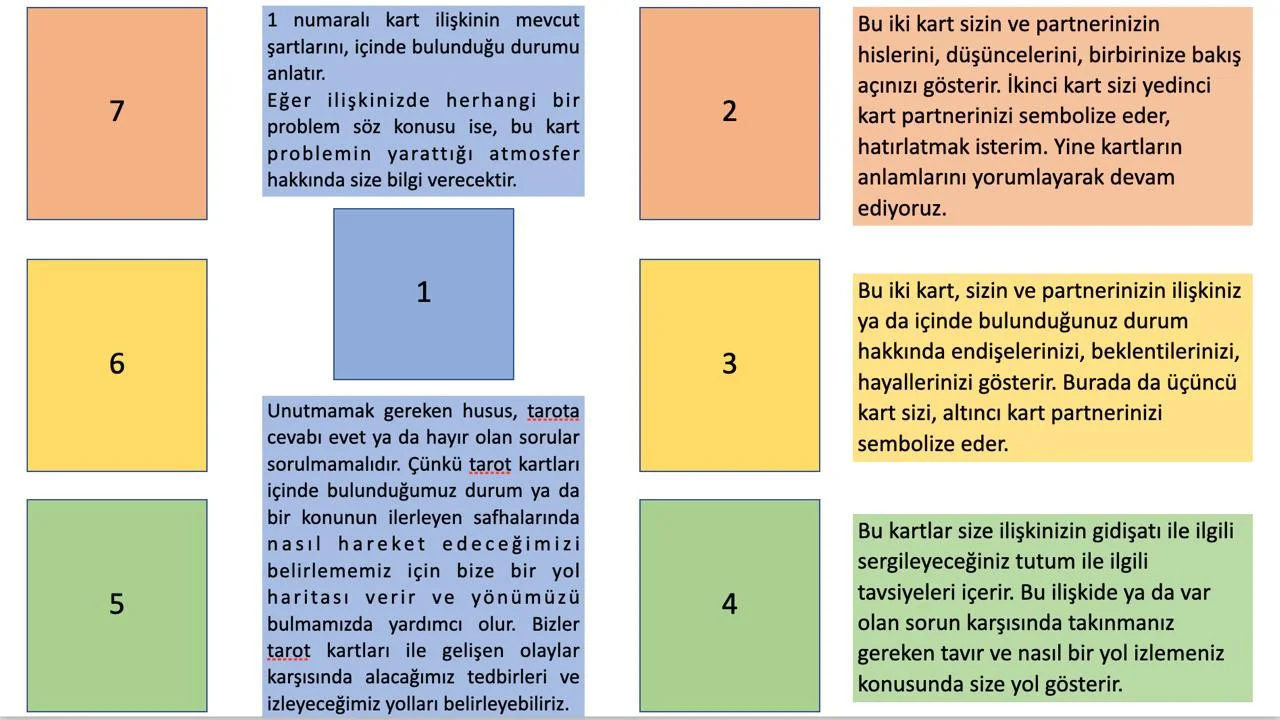 7
1 numaralı kart ilişkinin mevcut
şartlarını, içinde bulunduğu durumu
anlatır.
Eğer ilişkinizde herhangi bir
problem söz konusu ise, bu kart
problemin yarattığı atmosfer
hakkında size bilgi verecektir.
2
Bu iki kart sizin ve partnerinizin
hislerini, düşüncelerini, birbirinize bakış
açınızı gösterir. İkinci kart sizi yedinci
kart partnerinizi sembolize eder,
hatırlatmak isterim. Yine kartların
anlamlarını yorumlayarak devam
ediyoruz.
6
1
3
Bu iki kart, sizin ve partnerinizin ilişkiniz
ya da içinde bulunduğunuz durum
hakkında endişelerinizi, beklentilerinizi,
hayallerinizi gösterir. Burada da üçüncü
kart sizi, altıncı kart partnerinizi
sembolize eder.
5
Unutmamak gereken husus, tarota
cevabı evet ya da hayır olan sorular
sorulmamalıdır. Çünkü tarot kartları
içinde bulunduğumuz durum ya da
bir konunun ilerleyen safhalarında
nasıl hareket edeceğimizi
belirlememiz için bize bir yol
haritası verir ve yönümüzü
bulmamızda yardımcı olur. Bizler
tarot kartları ile gelişen olaylar
karşısında alacağımız tedbirleri ve
izleyeceğimiz yolları belirleyebiliriz.
4
Bu kartlar size ilişkinizin gidişatı ile ilgili
sergileyeceğiniz tutum ile ilgili
tavsiyeleri içerir. Bu ilişkide ya da var
olan sorun karşısında takınmanız
gereken tavır ve nasıl bir yol izlemeniz
konusunda size yol gösterir.